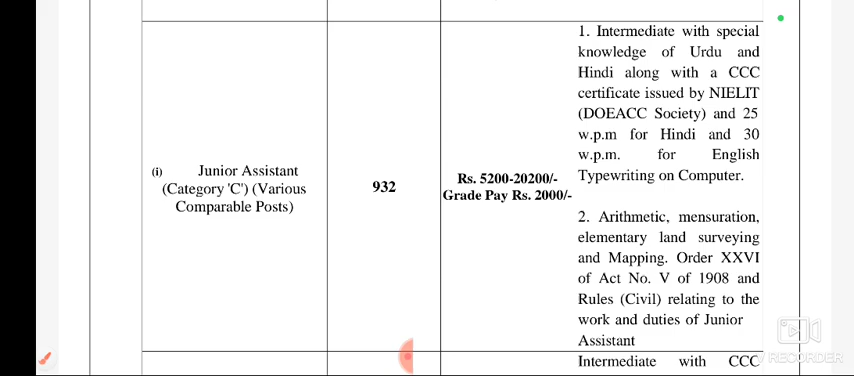 (i) Junior Assistant
(Category 'C') (Various
Comparable Posts)
932
Rs. 5200-20200/-
Grade Pay Rs. 2000/-
1. Intermediate with special
knowledge of Urdu and
Hindi along with a CCC
certificate issued by NIELIT
(DOEACC Society) and 25
w.p.m for Hindi and 30
w.p.m. for English
Typewriting on Computer.
2. Arithmetic, mensuration,
elementary land surveying
and Mapping. Order XXVI
of Act No. V of 1908 and
Rules (Civil) relating to the
work and duties of Junior
Assistant
Intermediate with CCC
V RECORDER